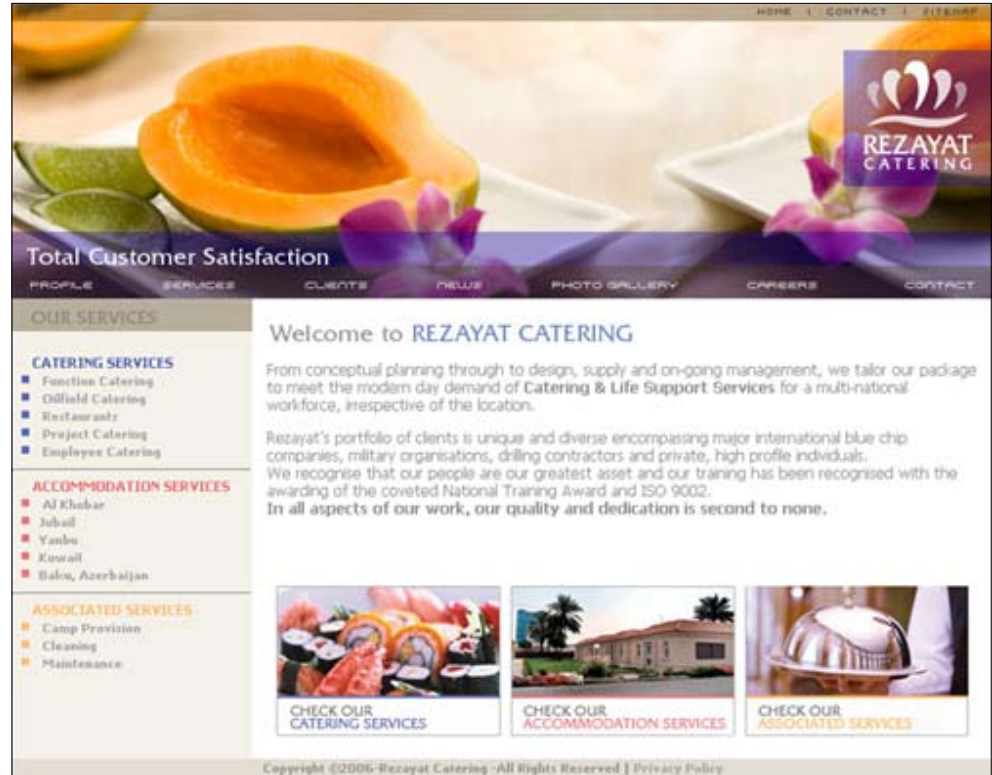 HOME | CONTACT | SITEMAP
REZAYAT
CATERING
Total Customer Satisfaction
PROFILE SERVICES CLIENTS NEWS PHOTO GALLERY CAREERS CONTACT
OUR SERVICES
CATERING SERVICES
Function Catering
Oilfield Catering
Restaurants
Project Catering
Employee Catering
ACCOMMODATION SERVICES
Al Khobar
Jubail
Yanbu
Kuwait
Baku, Azerbaijan
ASSOCIATED SERVICES
Camp Provision
Cleaning
Maintenance
Welcome to REZAYAT CATERING
From conceptual planning through to design, supply and on-going management, we tailor our package
to meet the modern day demand of Catering & Life Support Services for a multi-national
workforce, irrespective of the location.
Rezayat's portfolio of clients is unique and diverse encompassing major international blue chip
companies, military organisations, drilling contractors and private, high profile individuals.
We recognise that our people are our greatest asset and our training has been recognised with the
awarding of the coveted National Training Award and ISO 9002.
In all aspects of our work, our quality and dedication is second to none.
CHECK OUR
CATERING SERVICES
CHECK OUR
ACCOMMODATION SERVICES
CHECK OUR
ASSOCIATED SERVICES
Copyright ©2006-Rezayat Catering -All Rights Reserved | Privacy Policy